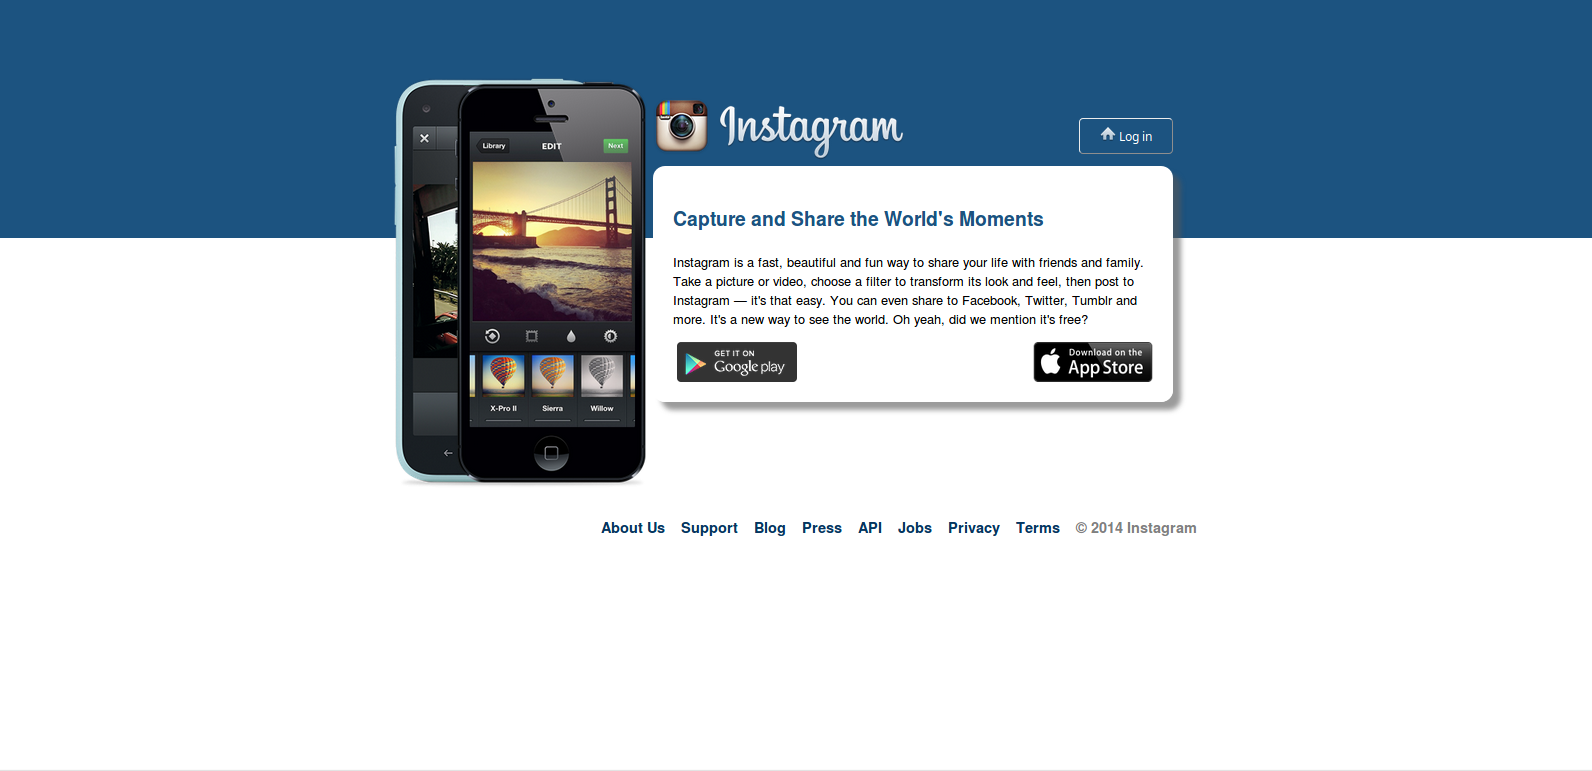 Instagram
Log in
Library
EDIT
Next
X-Pro II
Sierra
Willow
Capture and Share the World's Moments
Instagram is a fast, beautiful and fun way to share your life with friends and family.
Take a picture or video, choose a filter to transform its look and feel, then post to
Instagram — it's that easy. You can even share to Facebook, Twitter, Tumblr and
more. It's a new way to see the world. Oh yeah, did we mention it's free?
GET IT ON
Google play
Download on the
App Store
About Us Support Blog Press API Jobs Privacy Terms © 2014 Instagram